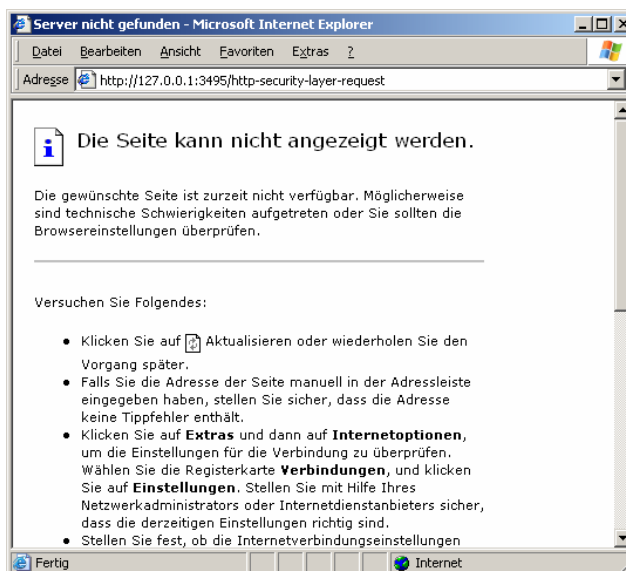 Server nicht gefunden - Microsoft Internet Explorer
Datei Bearbeiten Ansicht Favoriten Extras ?
Adresse http://127.0.0.1:3495/http-security-layer-request
Die Seite kann nicht angezeigt werden.
Die gewünschte Seite ist zurzeit nicht verfügbar. Möglicherweise
sind technische Schwierigkeiten aufgetreten oder Sie sollten die
Browsereinstellungen überprüfen.
Versuchen Sie Folgendes:
• Klicken Sie auf Aktualisieren oder wiederholen Sie den
Vorgang später.
• Falls Sie die Adresse der Seite manuell in der Adressleiste
eingegeben haben, stellen Sie sicher, dass die Adresse
keine Tippfehler enthält.
• Klicken Sie auf Extras und dann auf Internetoptionen,
um die Einstellungen für die Verbindung zu überprüfen.
Wählen Sie die Registerkarte Verbindungen, und klicken
Sie auf Einstellungen. Stellen Sie mit Hilfe Ihres
Netzwerkadministrators oder Internetdienstanbieters sicher,
dass die derzeitigen Einstellungen richtig sind.
• Stellen Sie fest, ob die Internetverbindungseinstellungen
Fertig Internet